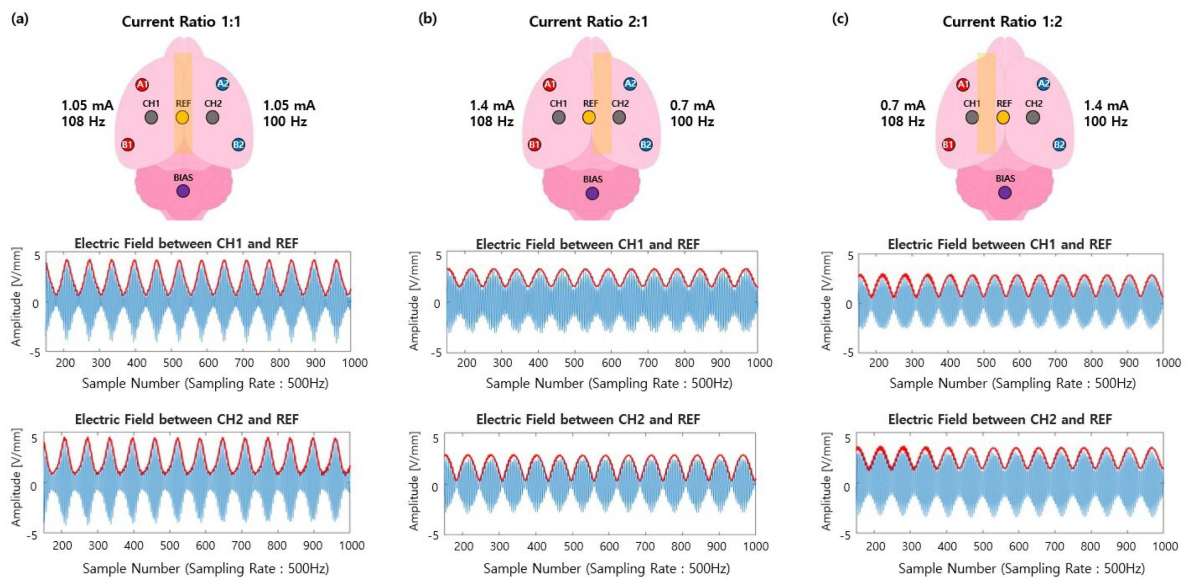 (a)
Current Ratio 1:1
A1
A2
CH1
REF
CH2
1.05 mA
108 Hz
1.05 mA
100 Hz
B1
B2
BIAS
Electric Field between CH1 and REF
Amplitude [V/mm]
5
0
-5
200 300 400 500 600 700 800 900 1000
Sample Number (Sampling Rate : 500Hz)
Electric Field between CH2 and REF
Amplitude [V/mm]
5
0
-5
200 300 400 500 600 700 800 900 1000
Sample Number (Sampling Rate : 500Hz)
(b)
Current Ratio 2:1
A1
A2
CH1
REF
CH2
1.4 mA
108 Hz
0.7 mA
100 Hz
B1
B2
BIAS
Electric Field between CH1 and REF
Amplitude [V/mm]
5
0
-5
200 300 400 500 600 700 800 900 1000
Sample Number (Sampling Rate : 500Hz)
Electric Field between CH2 and REF
Amplitude [V/mm]
5
0
-5
200 300 400 500 600 700 800 900 1000
Sample Number (Sampling Rate : 500Hz)
(c)
Current Ratio 1:2
A1
A2
CH1
REF
CH2
0.7 mA
108 Hz
1.4 mA
100 Hz
B1
B2
BIAS
Electric Field between CH1 and REF
Amplitude [V/mm]
5
0
-5
200 300 400 500 600 700 800 900 1000
Sample Number (Sampling Rate : 500Hz)
Electric Field between CH2 and REF
Amplitude [V/mm]
5
0
-5
200 300 400 500 600 700 800 900 1000
Sample Number (Sampling Rate : 500Hz)